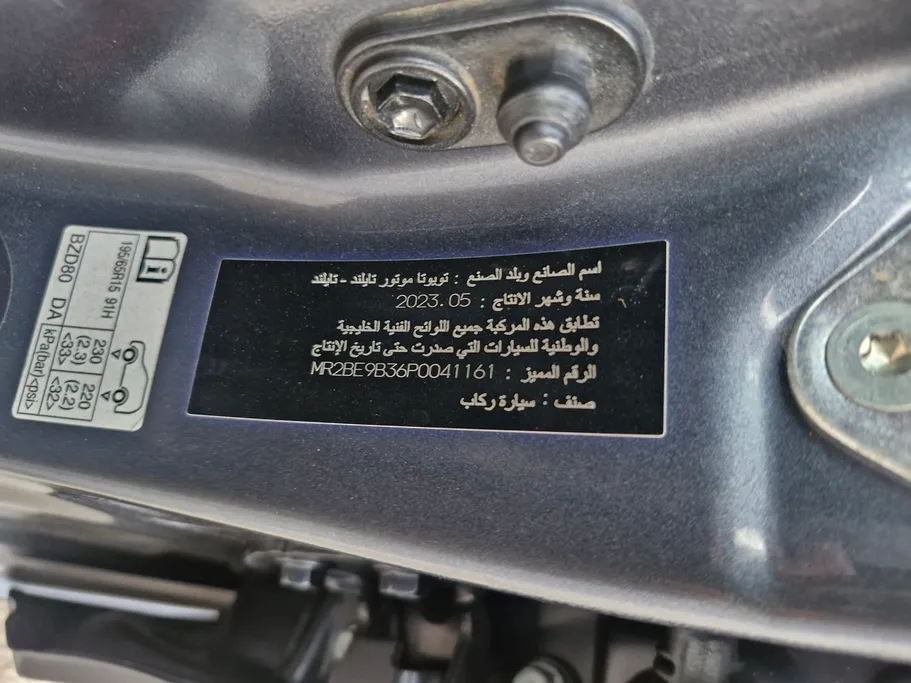 اسم الصانع وبلد الصنع : تويوتا موتور تايلند - تايلند
سنة وشهر الانتاج : 2023.05
تطابق هذه المركبة جميع اللوائح الفنية الخليجية
والوطنية للسيارات التي صدرت حتى تاريخ الإنتاج
الرقم المميز : MR2BE9B36P0041161
صنف : سيارة ركاب
195/65R15 91H
230 (2.3) <33>
220 (2.2) <32>
BZD80 DA kPa(bar)<psi>